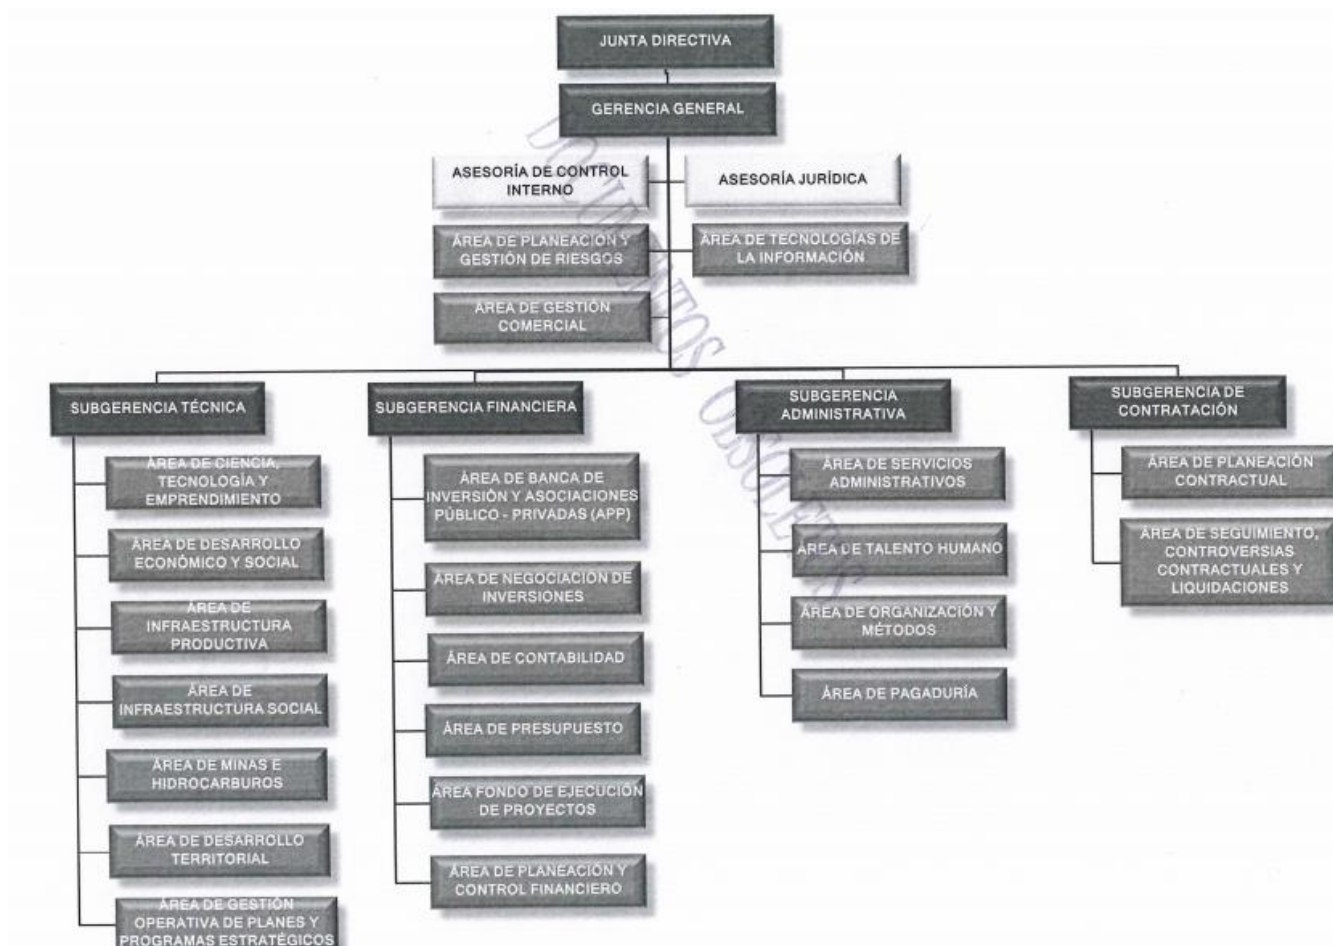 JUNTA DIRECTIVA
GERENCIA GENERAL
ASESORÍA DE CONTROL
INTERNO
ASESORÍA JURÍDICA
ÁREA DE PLANEACIÓN Y
GESTIÓN DE RIESGOS
ÁREA DE TECNOLOGÍAS DE
LA INFORMACIÓN
ÁREA DE GESTIÓN
COMERCIAL
DOCUMENTOS OBSOLETOS
SUBGERENCIA TÉCNICA
ÁREA DE CIENCIA,
TECNOLOGÍA Y
EMPRENDIMIENTO
ÁREA DE DESARROLLO
ECONÓMICO Y SOCIAL
ÁREA DE
INFRAESTRUCTURA
PRODUCTIVA
ÁREA DE
INFRAESTRUCTURA SOCIAL
ÁREA DE MINAS E
HIDROCARBUROS
ÁREA DE DESARROLLO
TERRITORIAL
ÁREA DE GESTIÓN
OPERATIVA DE PLANES Y
PROGRAMAS ESTRATÉGICOS
SUBGERENCIA FINANCIERA
ÁREA DE BANCA DE
INVERSIÓN Y ASOCIACIONES
PÚBLICO - PRIVADAS (APP)
ÁREA DE NEGOCIACIÓN DE
INVERSIONES
ÁREA DE CONTABILIDAD
ÁREA DE PRESUPUESTO
ÁREA FONDO DE EJECUCIÓN
DE PROYECTOS
ÁREA DE PLANEACIÓN Y
CONTROL FINANCIERO
SUBGERENCIA
ADMINISTRATIVA
ÁREA DE SERVICIOS
ADMINISTRATIVOS
ÁREA DE TALENTO HUMANO
ÁREA DE ORGANIZACIÓN Y
MÉTODOS
ÁREA DE PAGADURÍA
SUBGERENCIA DE
CONTRATACIÓN
ÁREA DE PLANEACIÓN
CONTRACTUAL
ÁREA DE SEGUIMIENTO,
CONTROVERSIAS
CONTRACTUALES Y
LIQUIDACIONES